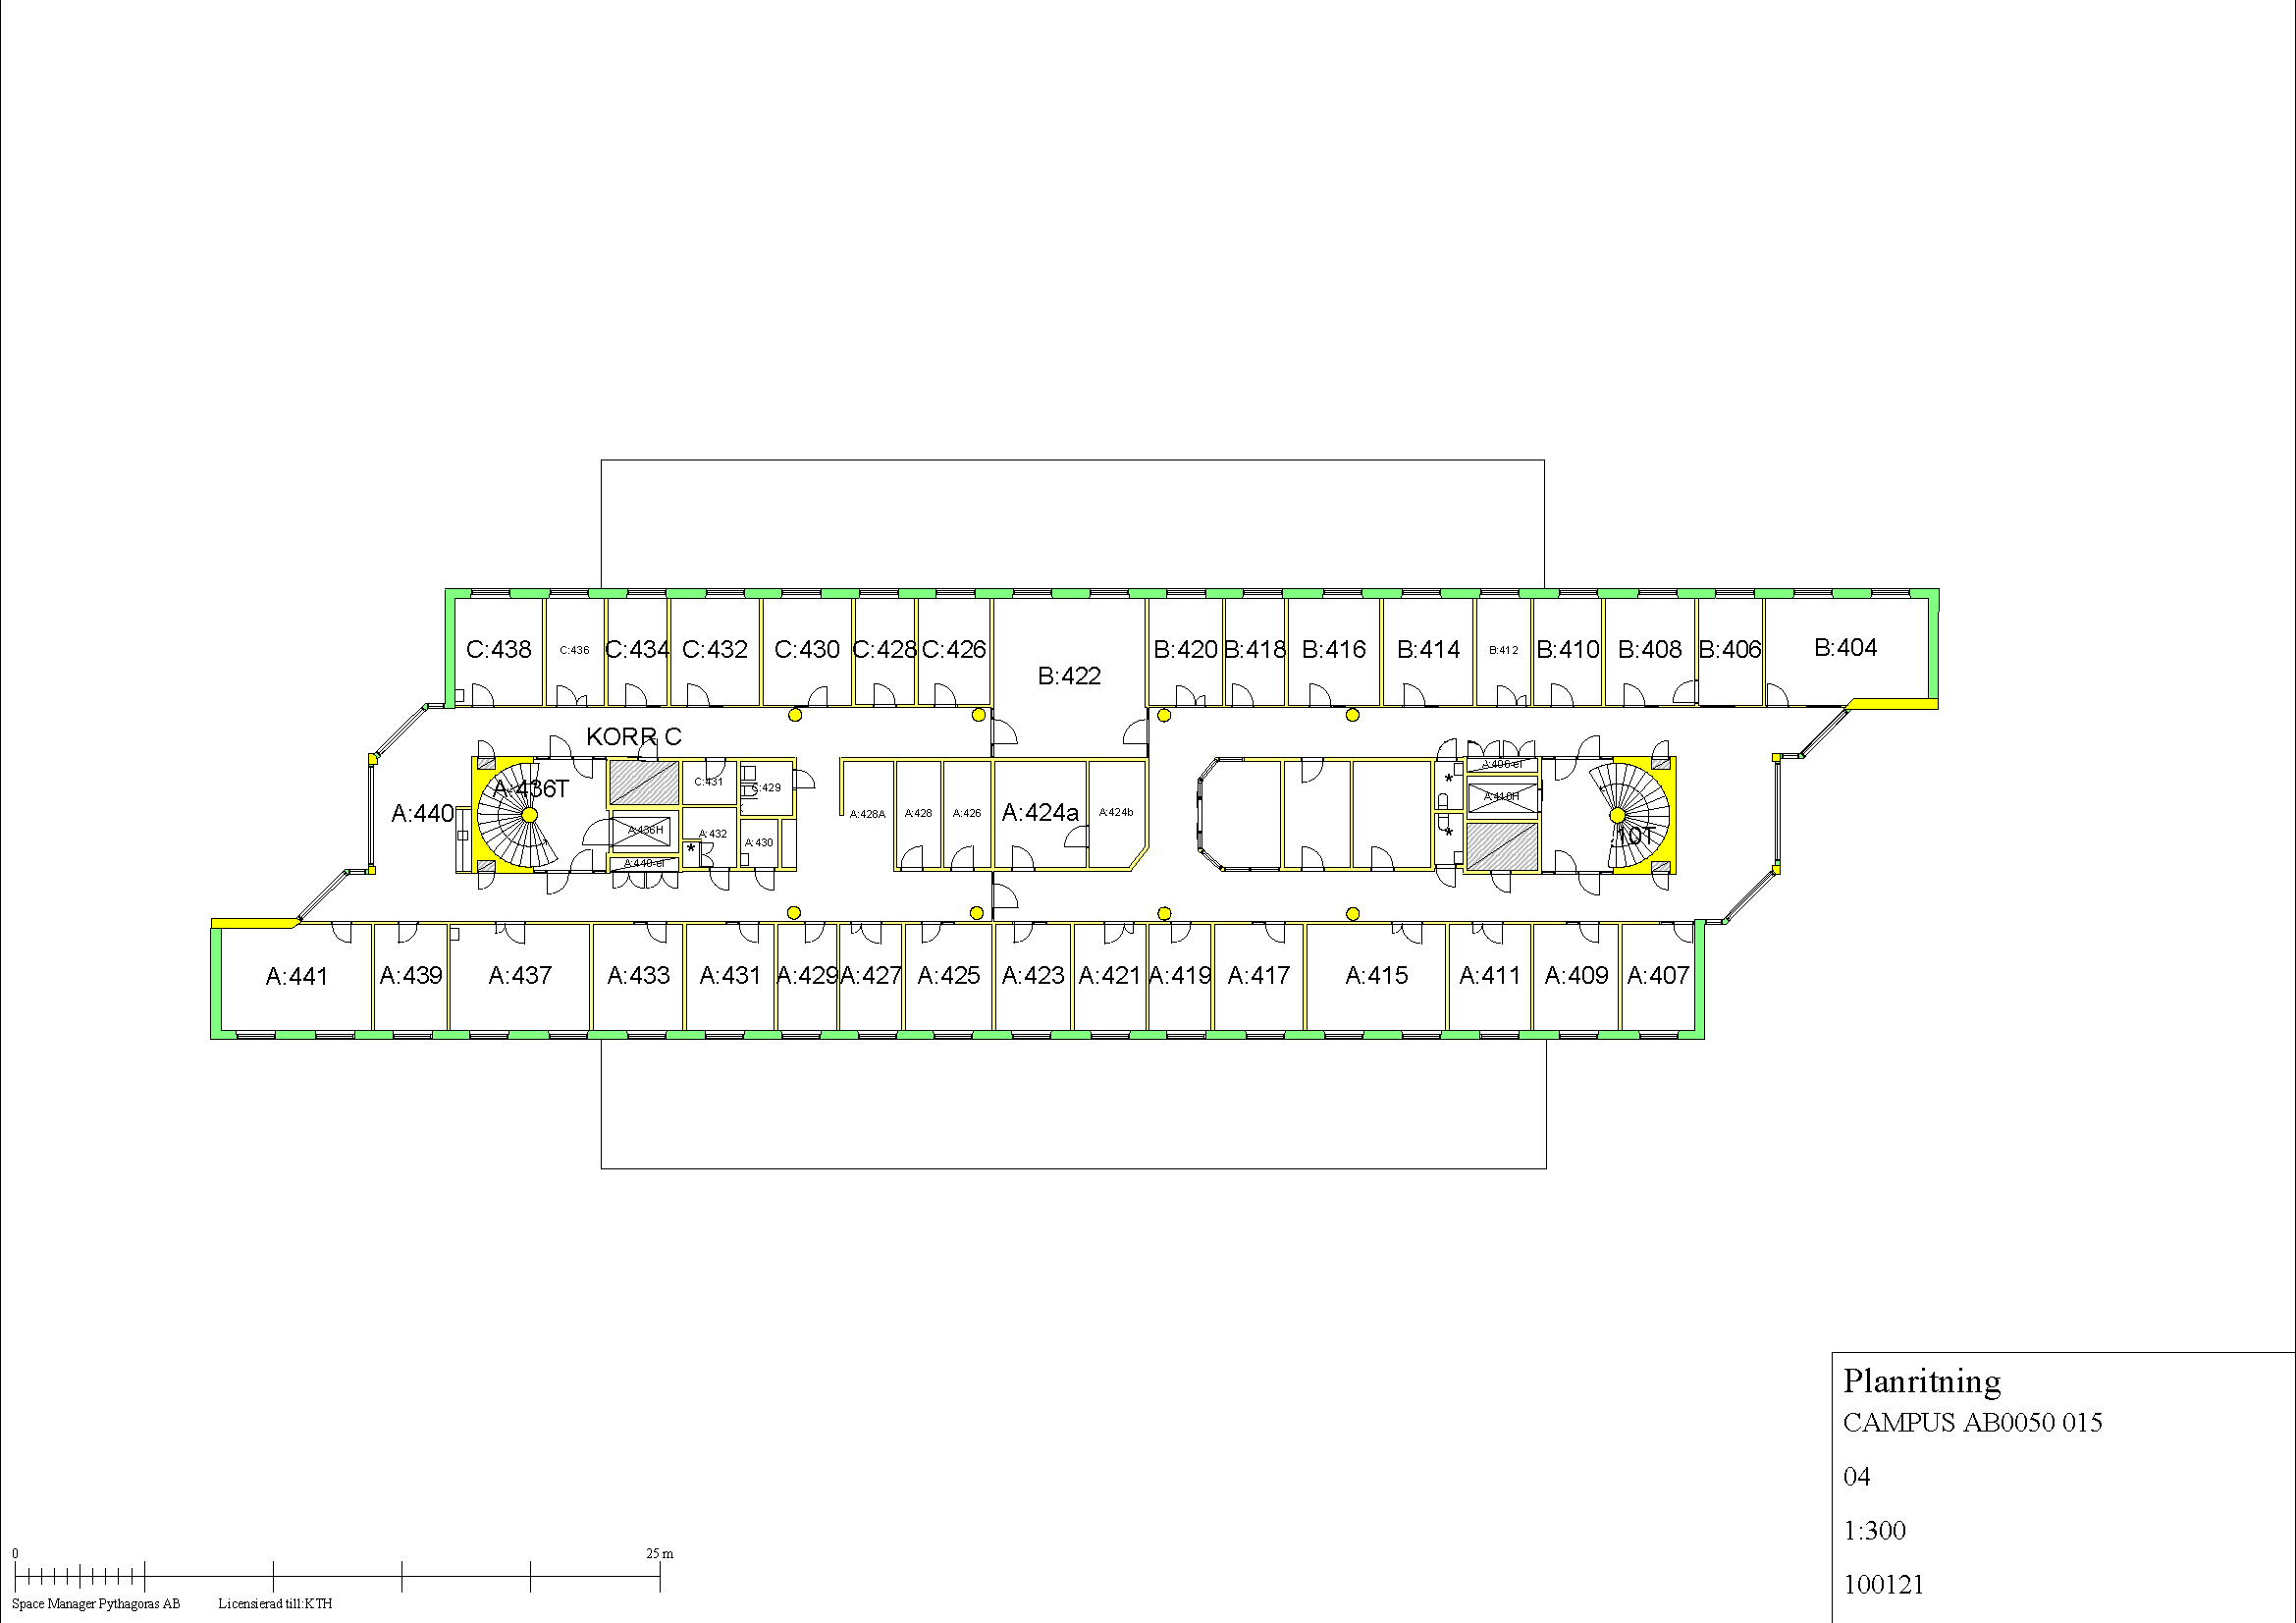 C:438 C:436 C:434 C:432 C:430 C:428 C:426 B:422 B:420 B:418 B:416 B:414 B:412 B:410 B:408 B:406 B:404
KORR C
A:440 A:436T C:431 C:429 A:436H A:432 A:430 A:440-el
A:428A A:428 A:426 A:424a A:424b
* * *
A:406-el A:410H 10T
A:441 A:439 A:437 A:433 A:431 A:429 A:427 A:425 A:423 A:421 A:419 A:417 A:415 A:411 A:409 A:407
Planritning
CAMPUS AB0050 015
04
1:300
100121
0 25 m
Space Manager Pythagoras AB Licensierad till:KTH